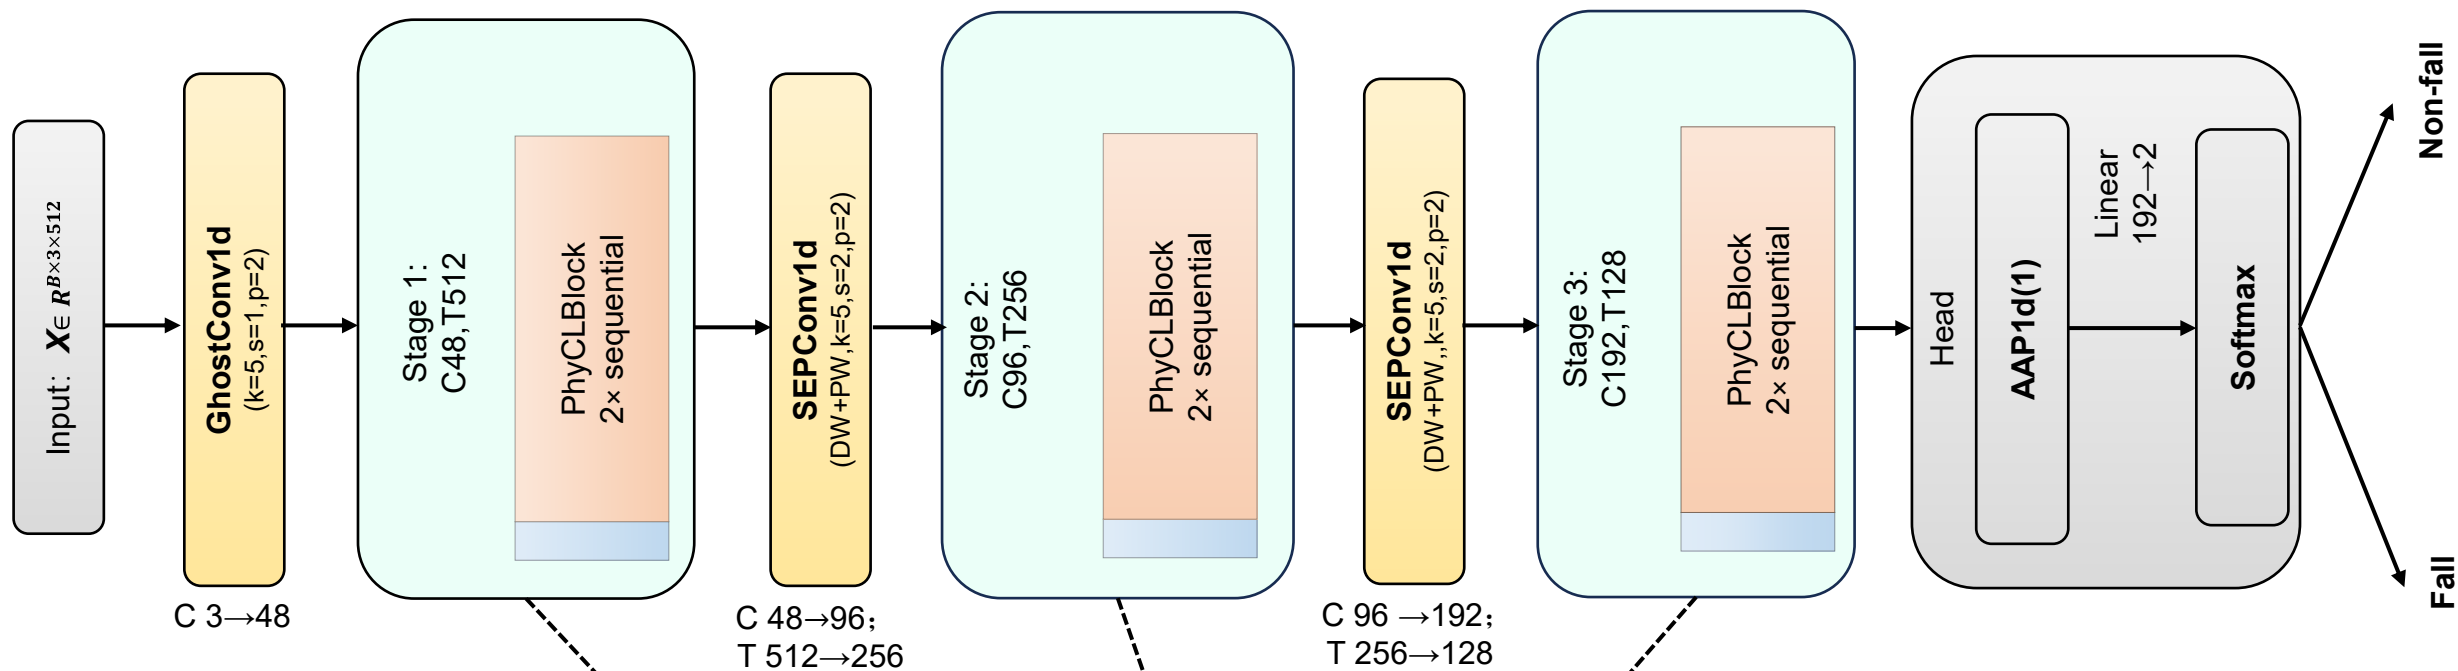 Input: X∈ R^{B×3×512}
GhostConv1d
(k=5,s=1,p=2)
C 3→48
Stage 1:
C48,T512
PhyCLBlock
2× sequential
SEPConv1d
(DW+PW,k=5,s=2,p=2)
C 48→96;
T 512→256
Stage 2:
C96,T256
PhyCLBlock
2× sequential
SEPConv1d
(DW+PW,,k=5,s=2,p=2)
C 96 →192;
T 256→128
Stage 3:
C192,T128
PhyCLBlock
2× sequential
Head
AAP1d(1)
Linear
192→2
Softmax
Non-fall
Fall